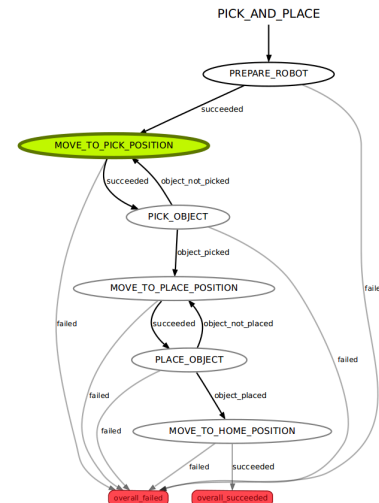 PICK_AND_PLACE
PREPARE_ROBOT
succeeded
MOVE_TO_PICK_POSITION
succeeded
object_not_picked
PICK_OBJECT
object_picked
MOVE_TO_PLACE_POSITION
failed
failed
succeeded
object_not_placed
PLACE_OBJECT
failed
failed
object_placed
failed
MOVE_TO_HOME_POSITION
failed
succeeded
overall_failed
overall_succeeded